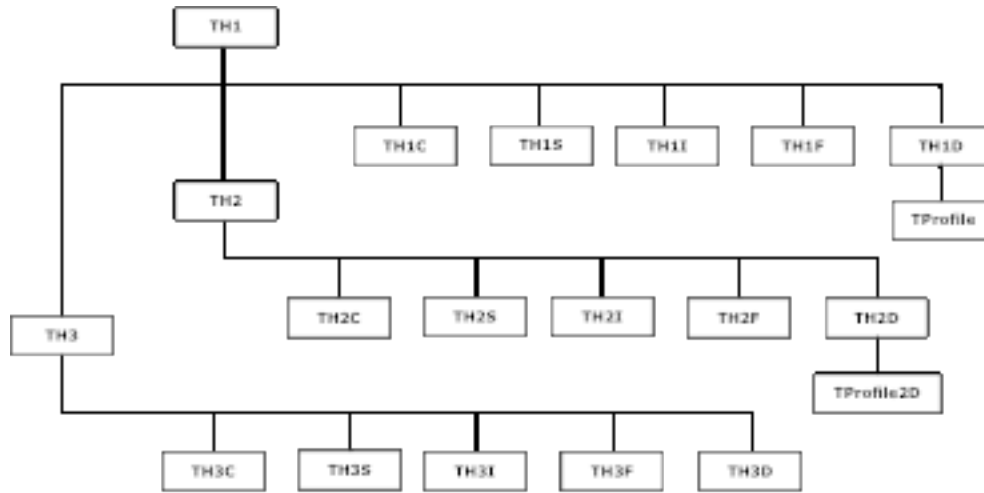 TH1
TH1C
TH1S
TH1I
TH1F
TH1D
TH2
TProfile
TH2C
TH2S
TH2I
TH2F
TH2D
TH3
TProfile2D
TH3C
TH3S
TH3I
TH3F
TH3D